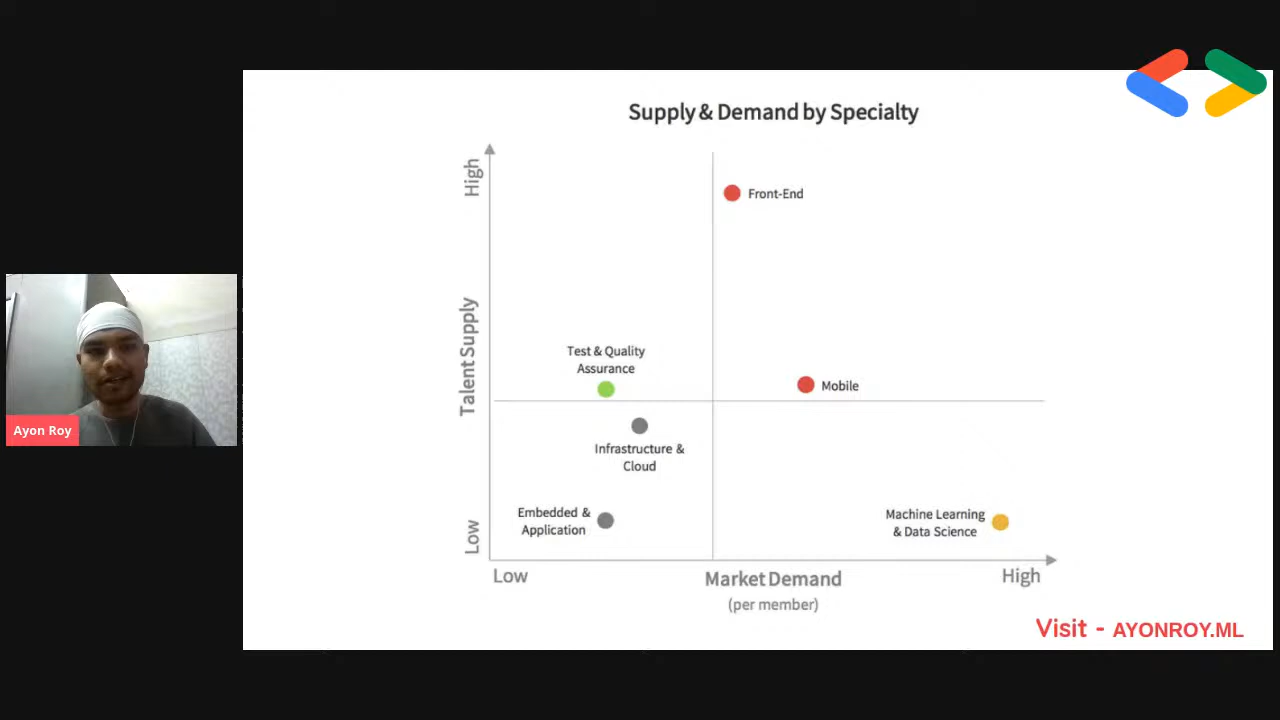 Supply & Demand by Specialty
High
Front-End
Talent Supply
Test & Quality
Assurance
Mobile
Infrastructure &
Cloud
Embedded &
Application
Machine Learning
& Data Science
Low
Low
Market Demand
High
(per member)
Visit - AYONROY.ML
Ayon Roy